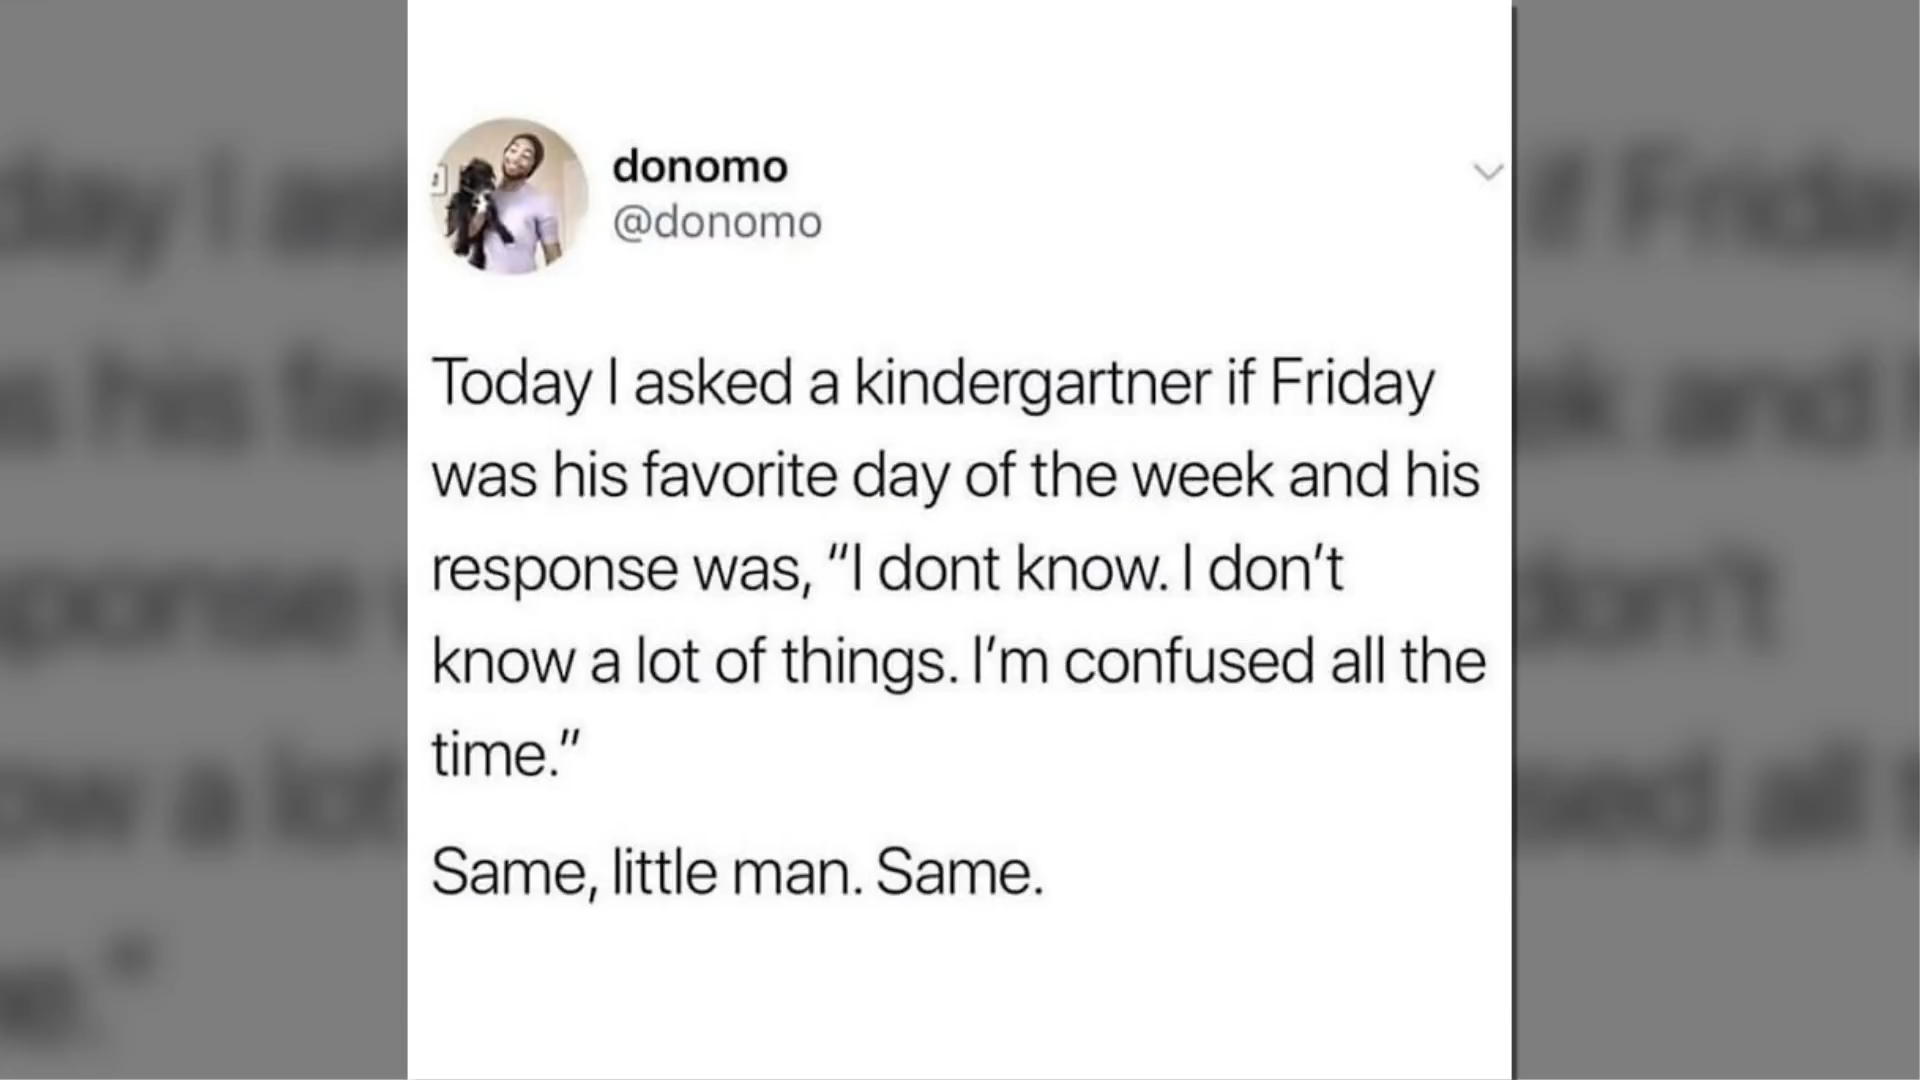 donomo
@donomo
Today I asked a kindergartner if Friday
was his favorite day of the week and his
response was, "I dont know. I don't
know a lot of things. I'm confused all the
time."
Same, little man. Same.